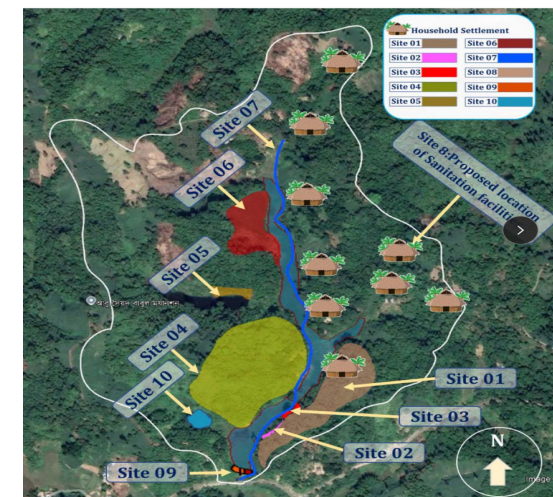 Household Settlement
Site 01
Site 06
Site 02
Site 07
Site 03
Site 08
Site 04
Site 09
Site 05
Site 10
Site 07
Site 8:Proposed location
of Sanitation facilities
Site 06
Site 05
Site 04
Site 10
Site 01
Site 03
Site 02
Site 09
N
Image